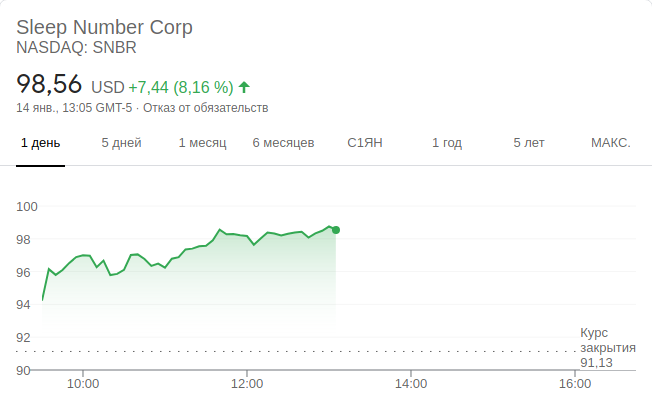 Sleep Number Corp
NASDAQ: SNBR
98,56 USD +7,44 (8,16 %)
14 янв., 13:05 GMT-5 · Отказ от обязательств
1 день 5 дней 1 месяц 6 месяцев С1ЯН 1 год 5 лет МАКС.
100
98
96
94
92
Курс
закрытия
91,13
90
10:00 12:00 14:00 16:00